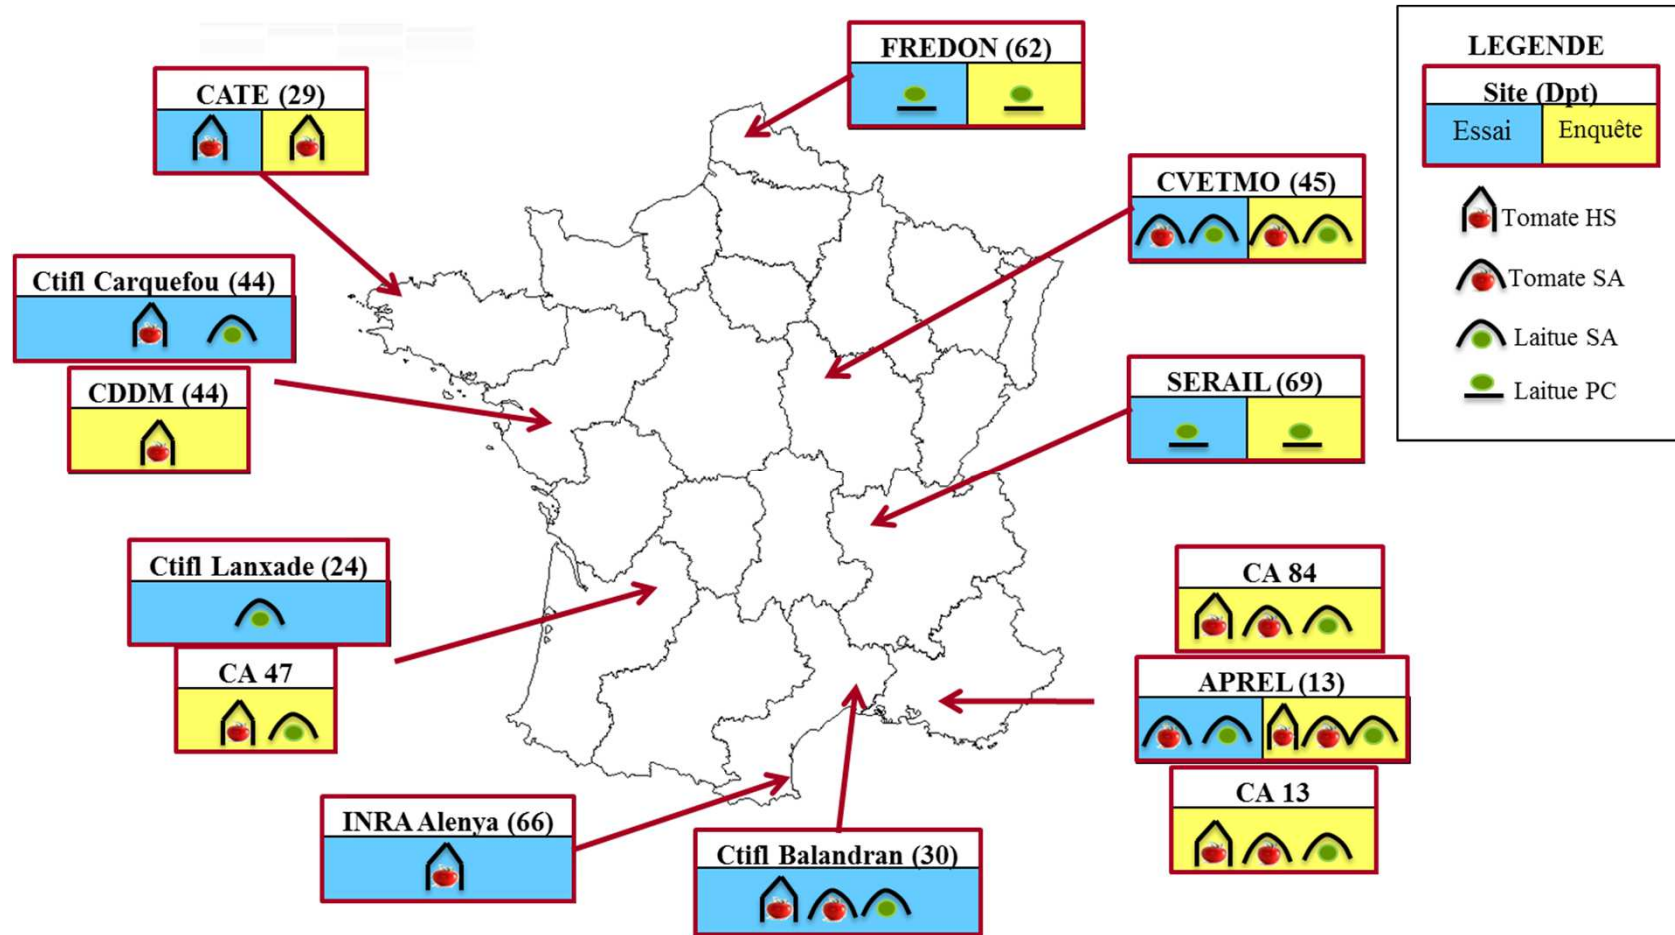 FREDON (62)
LEGENDE
Site (Dpt)
Essai Enquête
Tomate HS
Tomate SA
Laitue SA
Laitue PC
CATE (29)
CVETMO (45)
Ctifl Carquefou (44)
CDDM (44)
SERAIL (69)
Ctifl Lanxade (24)
CA 47
CA 84
APREL (13)
CA 13
INRA Alenya (66)
Ctifl Balandran (30)